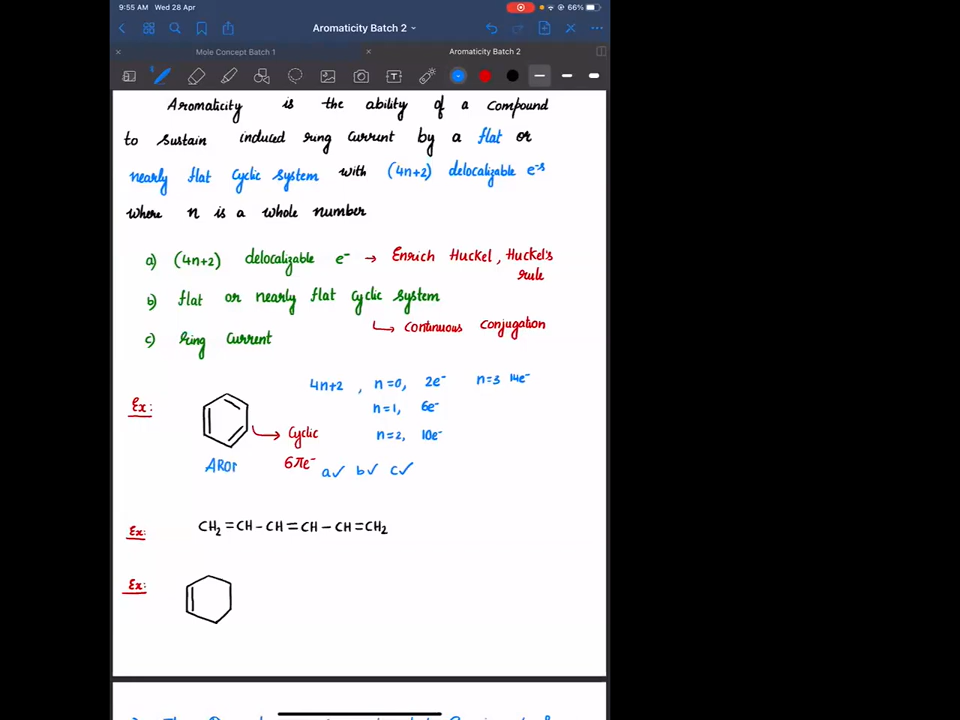 9:55 AM Wed 28 Apr
66%
Aromaticity Batch 2
Mole Concept Batch 1
Aromaticity Batch 2
Aromaticity is the ability of a compound
to sustain induced ring current by a flat or
nearly flat cyclic system with (4n+2) delocalizable e⁻s
where n is a whole number
a) (4n+2) delocalizable e⁻ → Enrich Huckel, Huckel's
rule
b) flat or nearly flat cyclic system
↳ continuous conjugation
c) ring current
4n+2, n=0, 2e⁻ n=3 14e⁻
Ex:
n=1, 6e⁻
Cyclic
n=2, 10e⁻
6πe⁻
ARor
a✓ b✓ c✓
Ex: CH₂=CH-CH=CH-CH=CH₂
Ex: